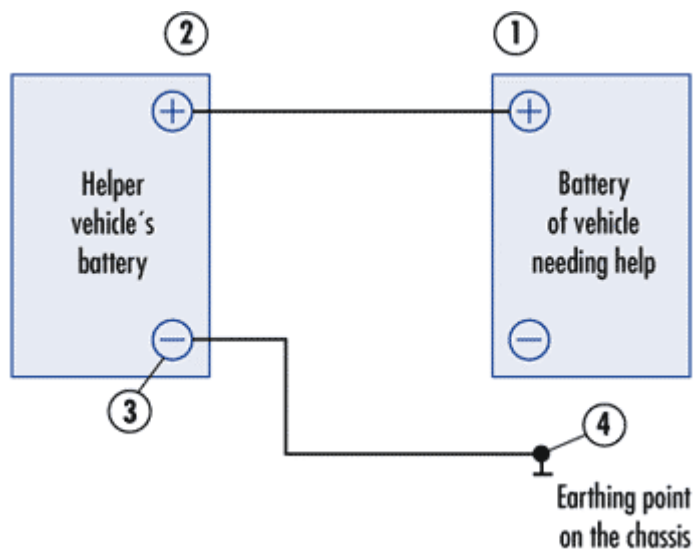 2
1
+
+
Helper
vehicle´s
battery
Battery
of vehicle
needing help
−
−
3
4
Earthing point
on the chassis